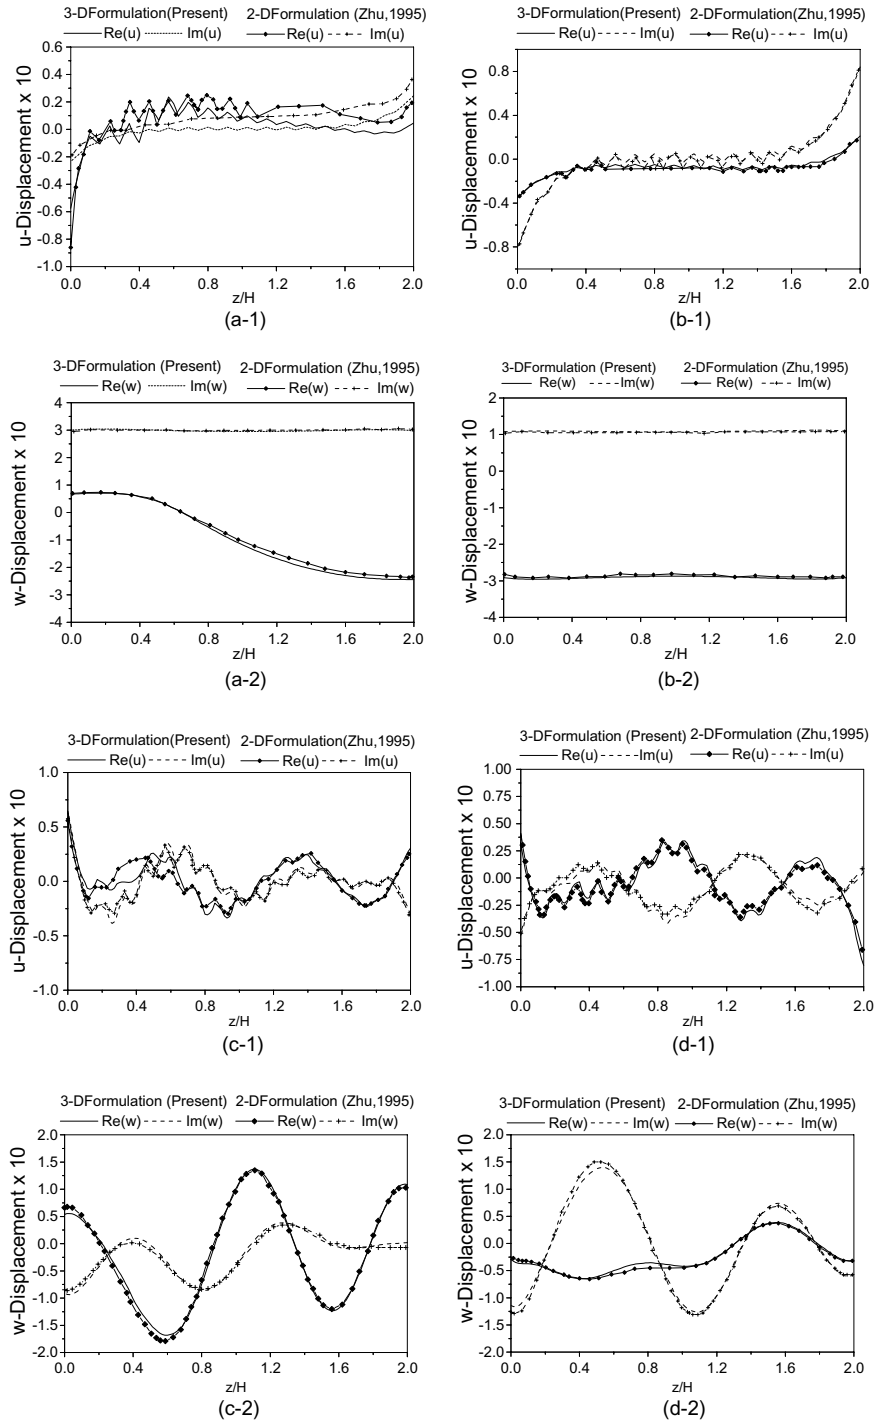 3-DFormulation(Present) 2-DFormulation (Zhu,1995)
Re(u) Im(u) Re(u) Im(u)
u-Displacement x 10
0.6
0.4
0.2
0.0
-0.2
-0.4
-0.6
-0.8
-1.0
0.0 0.4 0.8 1.2 1.6 2.0
z/H
(a-1)
3-DFormulation(Present) 2-DFormulation (Zhu,1995)
Re(u) Im(u) Re(u) Im(u)
u-Displacement x 10
0.8
0.4
0.0
-0.4
-0.8
0.0 0.4 0.8 1.2 1.6 2.0
z/H
(b-1)
3-DFormulation (Present) 2-DFormulation (Zhu,1995)
Re(w) Im(w) Re(w) Im(w)
w-Displacement x 10
4
3
2
1
0
-1
-2
-3
-4
0.0 0.4 0.8 1.2 1.6 2.0
z/H
(a-2)
3-DFormulation (Present) 2-DFormulation (Zhu,1995)
Re(w) Im(w) Re(w) Im(w)
w-Displacement x 10
2
1
0
-1
-2
-3
-4
0.0 0.4 0.8 1.2 1.6 2.0
z/H
(b-2)
3-DFormulation(Present) 2-DFormulation(Zhu,1995)
Re(u) Im(u) Re(u) Im(u)
u-Displacement x 10
1.0
0.5
0.0
-0.5
-1.0
0.0 0.4 0.8 1.2 1.6 2.0
z/H
(c-1)
3-DFormulation(Present) 2-DFormulation (Zhu,1995)
Re(u) Im(u) Re(u) Im(u)
u-Displacement x 10
1.00
0.75
0.50
0.25
0.00
-0.25
-0.50
-0.75
-1.00
0.0 0.4 0.8 1.2 1.6 2.0
z/H
(d-1)
3-DFormulation (Present) 2-DFormulation (Zhu,1995)
Re(w) Im(w) Re(w) Im(w)
w-Displacement x 10
2.0
1.5
1.0
0.5
0.0
-0.5
-1.0
-1.5
-2.0
0.0 0.4 0.8 1.2 1.6 2.0
z/H
(c-2)
3-DFormulation (Present) 2-DFormulation (Zhu,1995)
Re(w) Im(w) Re(w) Im(w)
w-Displacement x 10
2.0
1.5
1.0
0.5
0.0
-0.5
-1.0
-1.5
-2.0
0.0 0.4 0.8 1.2 1.6 2.0
z/H
(d-2)